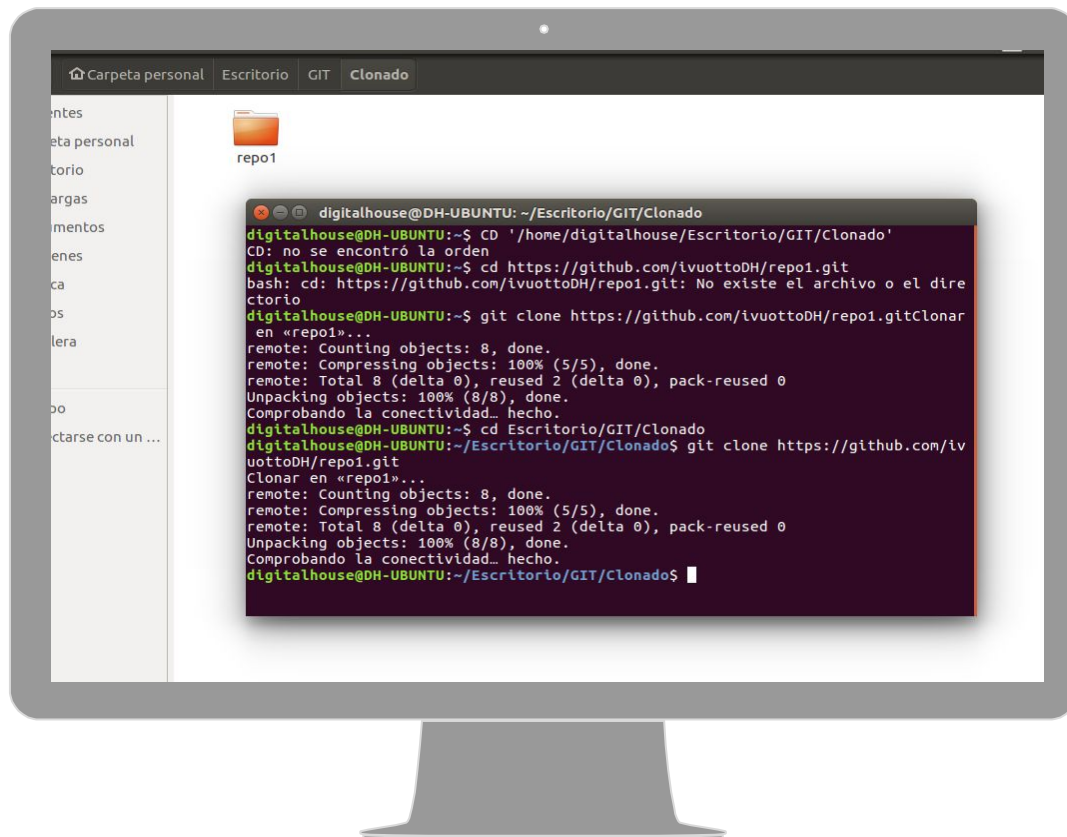 Carpeta personal Escritorio GIT Clonado
entes
eta personal
torio
argas
mentos
enes
ca
os
lera
po
ectarse con un ...
repo1
digitalhouse@DH-UBUNTU: ~/Escritorio/GIT/Clonado
digitalhouse@DH-UBUNTU:~$ CD '/home/digitalhouse/Escritorio/GIT/Clonado'
CD: no se encontró la orden
digitalhouse@DH-UBUNTU:~$ cd https://github.com/ivuottoDH/repo1.git
bash: cd: https://github.com/ivuottoDH/repo1.git: No existe el archivo o el dire
ctorio
digitalhouse@DH-UBUNTU:~$ git clone https://github.com/ivuottoDH/repo1.gitClonar
en «repo1»...
remote: Counting objects: 8, done.
remote: Compressing objects: 100% (5/5), done.
remote: Total 8 (delta 0), reused 2 (delta 0), pack-reused 0
Unpacking objects: 100% (8/8), done.
Comprobando la conectividad… hecho.
digitalhouse@DH-UBUNTU:~$ cd Escritorio/GIT/Clonado
digitalhouse@DH-UBUNTU:~/Escritorio/GIT/Clonado$ git clone https://github.com/iv
uottoDH/repo1.git
Clonar en «repo1»...
remote: Counting objects: 8, done.
remote: Compressing objects: 100% (5/5), done.
remote: Total 8 (delta 0), reused 2 (delta 0), pack-reused 0
Unpacking objects: 100% (8/8), done.
Comprobando la conectividad… hecho.
digitalhouse@DH-UBUNTU:~/Escritorio/GIT/Clonado$